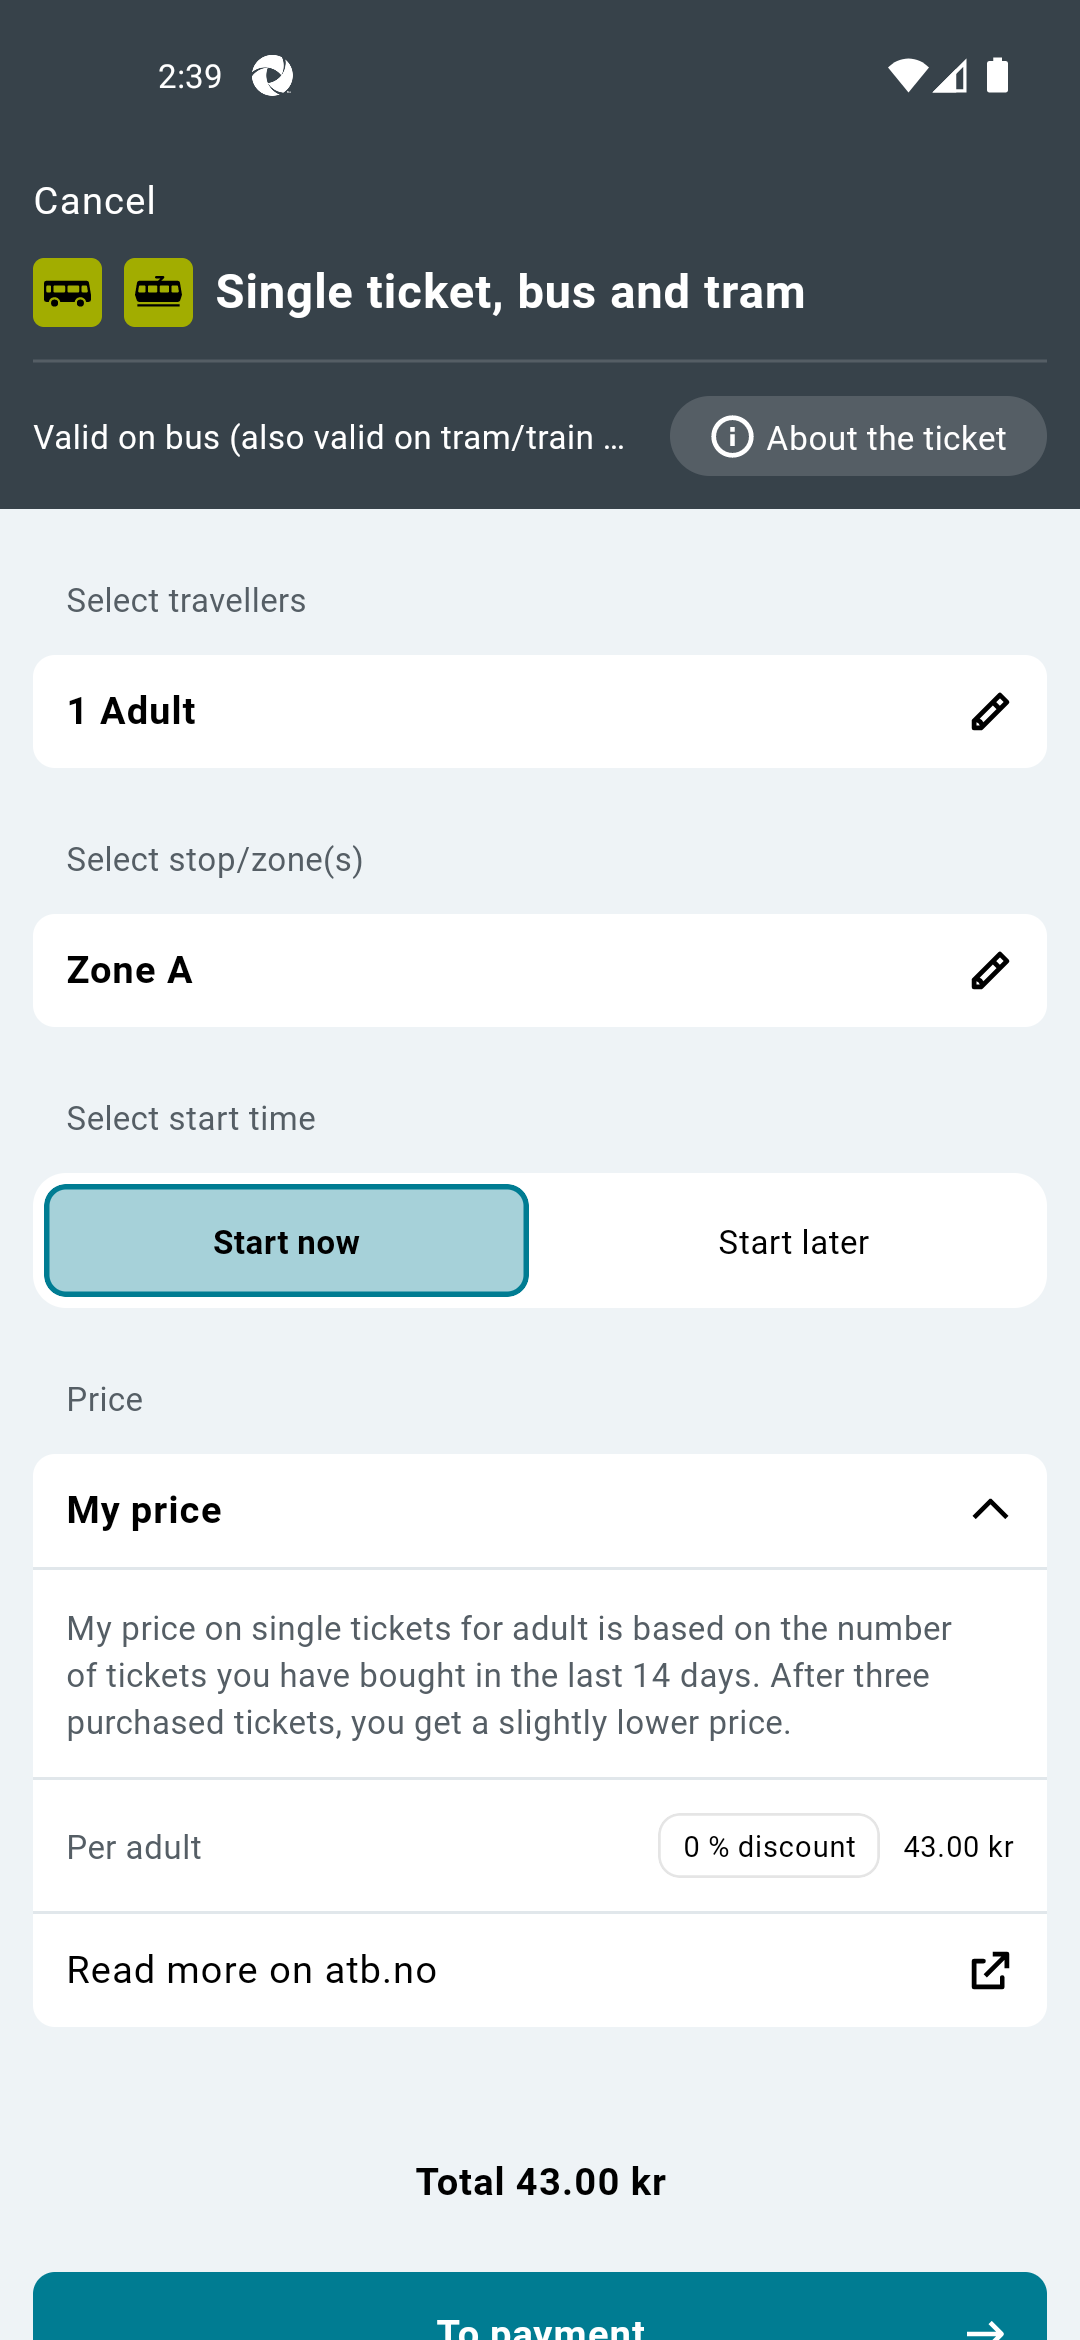 2:39
Cancel
Single ticket, bus and tram
Valid on bus (also valid on tram/train ...
About the ticket
Select travellers
1 Adult
Select stop/zone(s)
Zone A
Select start time
Start now
Start later
Price
My price
My price on single tickets for adult is based on the number
of tickets you have bought in the last 14 days. After three
purchased tickets, you get a slightly lower price.
Per adult
0 % discount
43.00 kr
Read more on atb.no
Total 43.00 kr
To payment